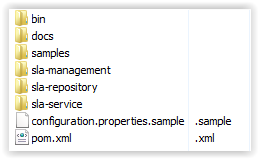 bin
docs
samples
sla-management
sla-repository
sla-service
configuration.properties.sample .sample
pom.xml .xml